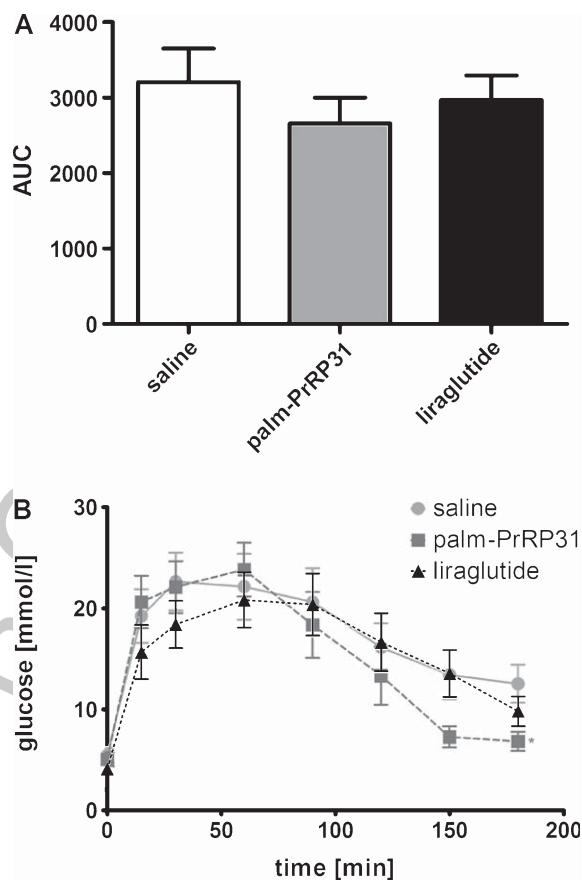 A
4000
3000
2000
1000
0
AUC
saline
palm-PrRP31
liraglutide
B
30
20
10
0
glucose [mmol/l]
saline
palm-PrRP31
liraglutide
*
0 50 100 150 200
time [min]